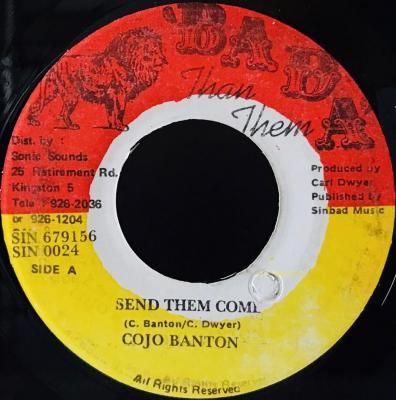 BADA
Than
Them
Dist. by :
Sonic Sounds
25 Retirement Rd.
Kingston 5
Tele : 926-2036
or 926-1204
SIN 679156
SIN 0024
SIDE A
Produced by
Carl Dwyer
Published by
Sinbad Music
SEND THEM COME
(C. Banton/C. Dwyer)
COJO BANTON
All Rights Reserved